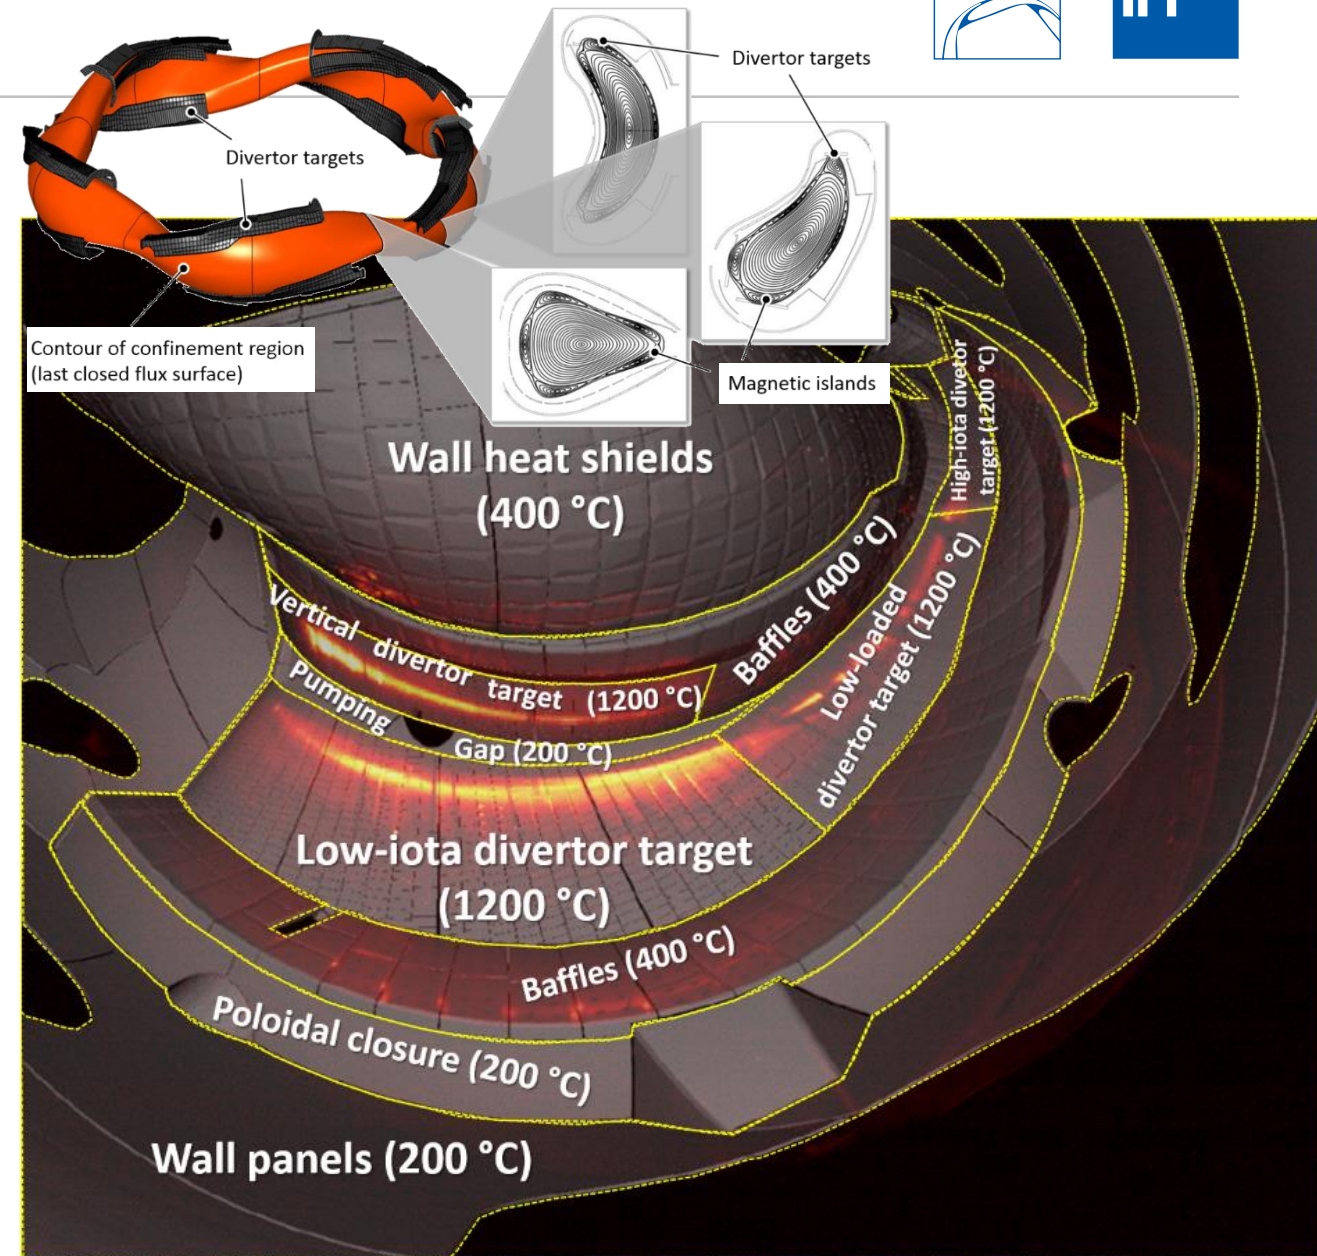 Divertor targets
Divertor targets
Contour of confinement region
(last closed flux surface)
Magnetic islands
Wall heat shields
(400 °C)
High-iota divetor
target (1200 °C)
Baffles (400 °C)
Low-loaded
divertor target (1200 °C)
Vertical divertor target (1200 °C)
Pumping
Gap (200 °C)
Low-iota divertor target
(1200 °C)
Baffles (400 °C)
Poloidal closure (200 °C)
Wall panels (200 °C)